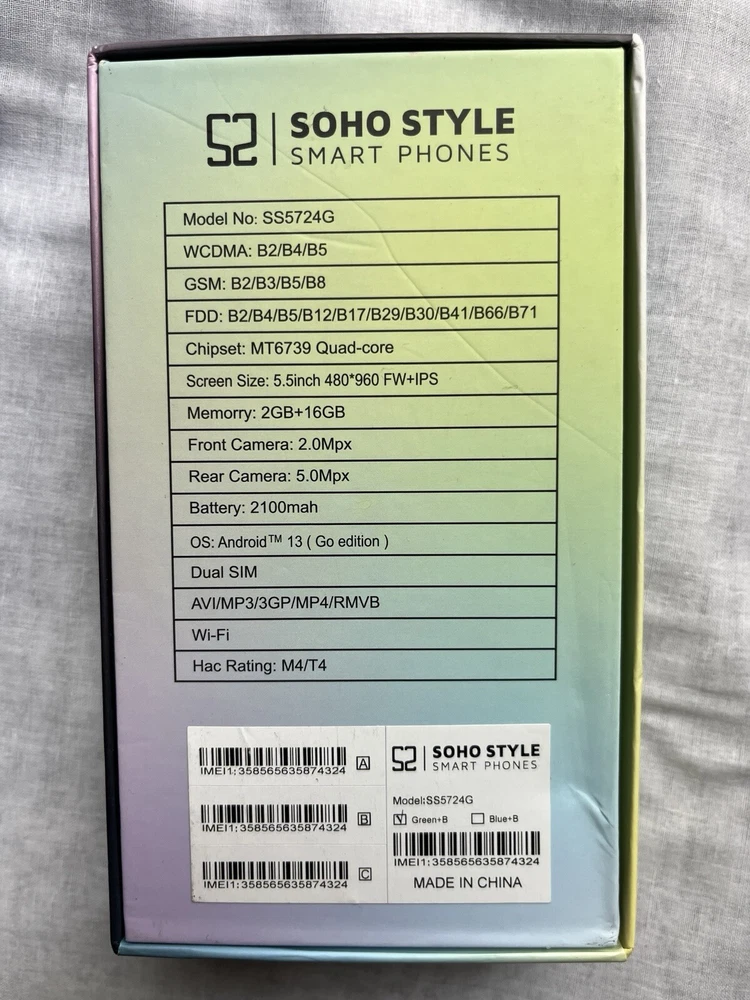 SS | SOHO STYLE
SMART PHONES
Model No: SS5724G
WCDMA: B2/B4/B5
GSM: B2/B3/B5/B8
FDD: B2/B4/B5/B12/B17/B29/B30/B41/B66/B71
Chipset: MT6739 Quad-core
Screen Size: 5.5inch 480*960 FW+IPS
Memorry: 2GB+16GB
Front Camera: 2.0Mpx
Rear Camera: 5.0Mpx
Battery: 2100mah
OS: Android™ 13 ( Go edition )
Dual SIM
AVI/MP3/3GP/MP4/RMVB
Wi-Fi
Hac Rating: M4/T4
IMEI1:358565635874324 A
IMEI1:358565635874324 B
IMEI1:358565635874324 C
SS | SOHO STYLE
SMART PHONES
Model:SS5724G
Green+B Blue+B
IMEI1:358565635874324
MADE IN CHINA